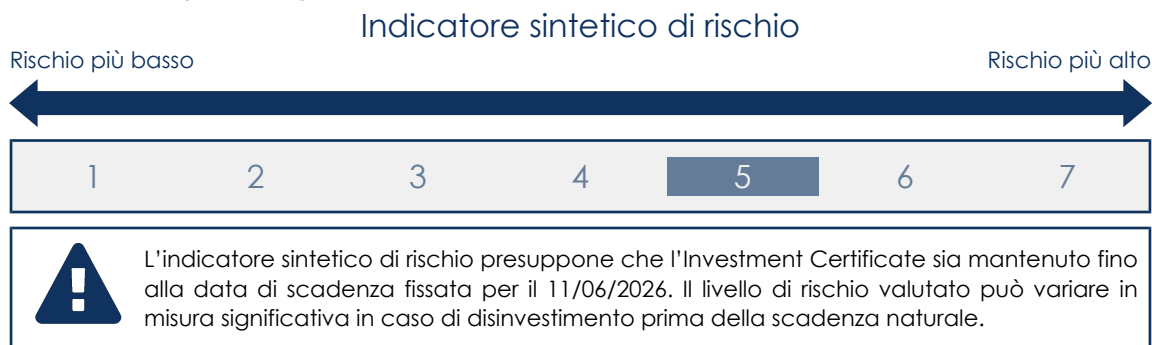 Indicatore sintetico di rischio
Rischio più basso Rischio più alto
1 2 3 4 5 6 7
L'indicatore sintetico di rischio presuppone che l'Investment Certificate sia mantenuto fino
alla data di scadenza fissata per il 11/06/2026. Il livello di rischio valutato può variare in
misura significativa in caso di disinvestimento prima della scadenza naturale.